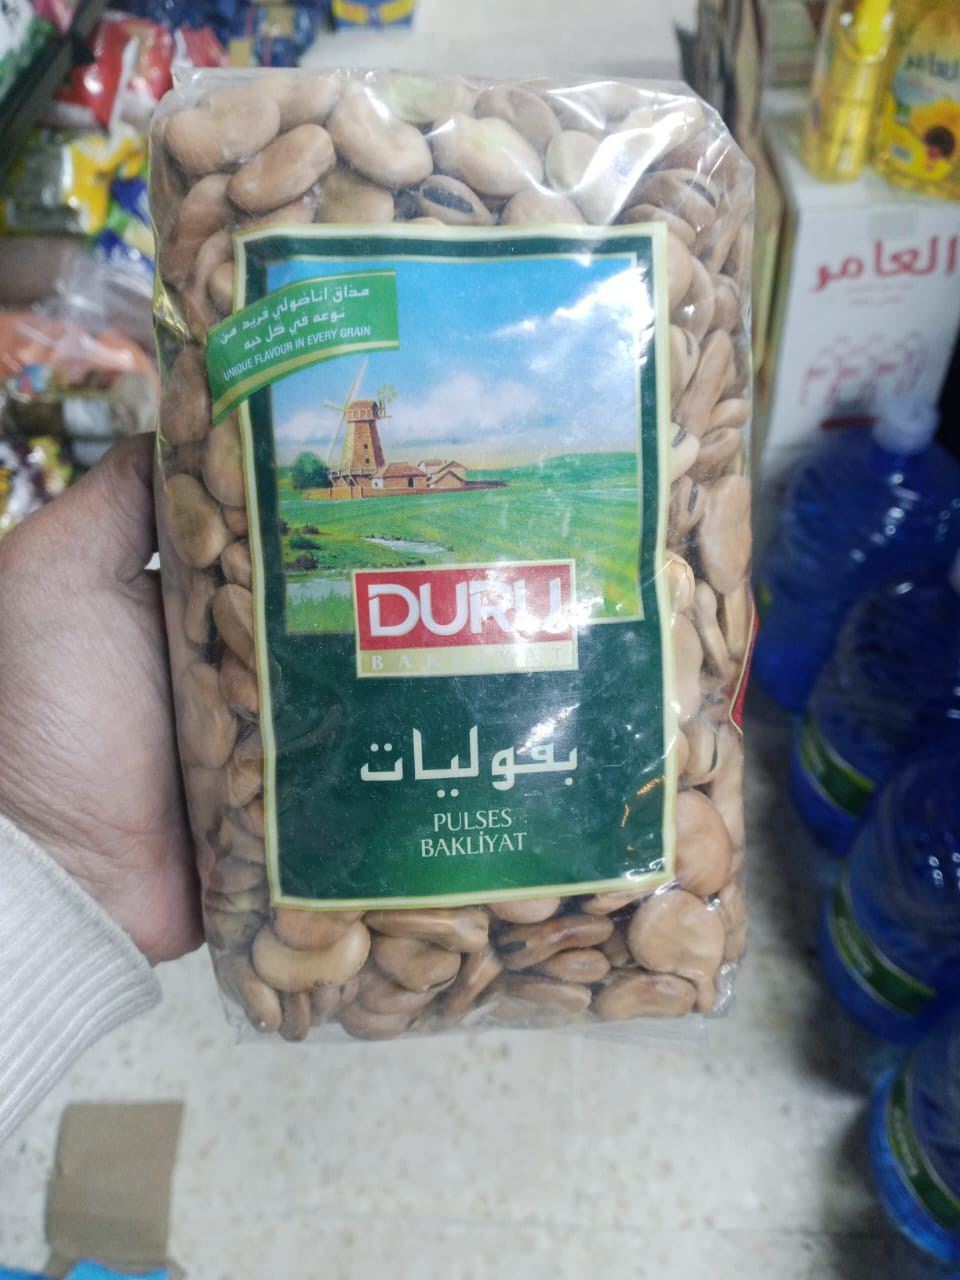 مذاق اناضولي فريد من
نوعه في كل حبه
UNIQUE FLAVOUR IN EVERY GRAIN
DURU
BAKLİYAT
بقوليات
PULSES
BAKLİYAT
العامر
العامر